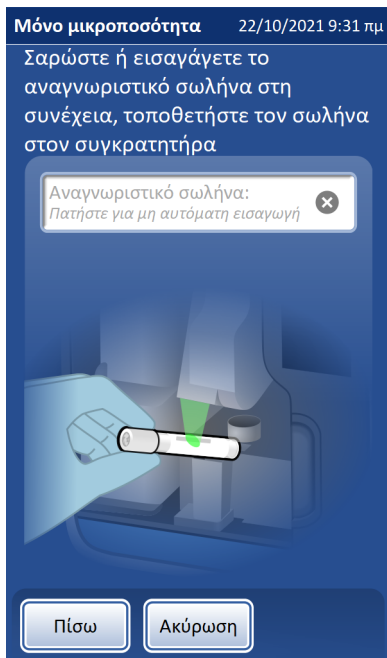 Μόνο μικροποσότητα 22/10/2021 9:31 πμ
Σαρώστε ή εισαγάγετε το
αναγνωριστικό σωλήνα στη
συνέχεια, τοποθετήστε τον σωλήνα
στον συγκρατητήρα
Αναγνωριστικό σωλήνα:
Πατήστε για μη αυτόματη εισαγωγή
Πίσω Ακύρωση